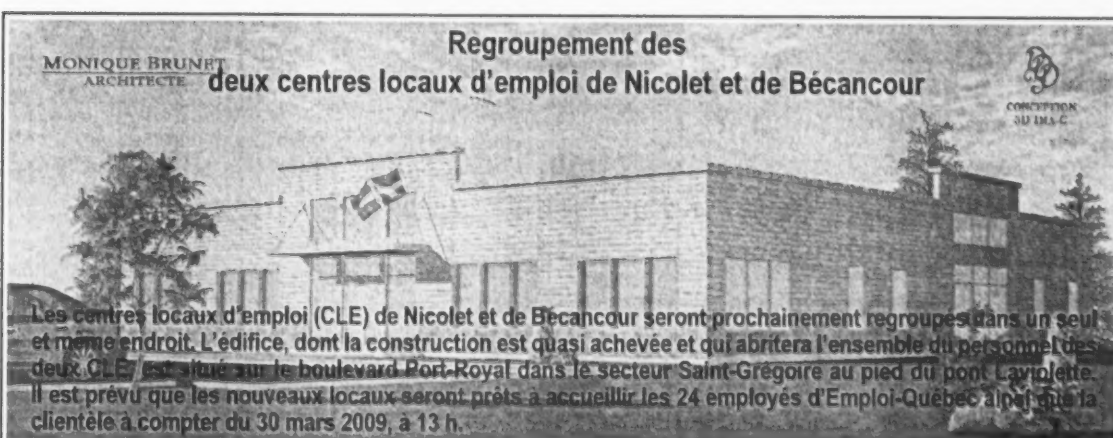 MONIQUE BRUNET
ARCHITECTE
Regroupement des
deux centres locaux d'emploi de Nicolet et de Bécancour
CONCEPTION
Les centres locaux d'emploi (CLE) de Nicolet et de Bécancour seront prochainement regroupés dans un seul
et même endroit. L'édifice, dont la construction est quasi achevée et qui abritera l'ensemble du personnel des
deux CLE, est situé sur le boulevard Port-Royal dans le secteur Saint-Grégoire au pied du pont Laviolette.
Il est prévu que les nouveaux locaux seront prêts à accueillir les 24 employés d'Emploi-Québec ainsi que la
clientèle à compter du 30 mars 2009, à 13 h.